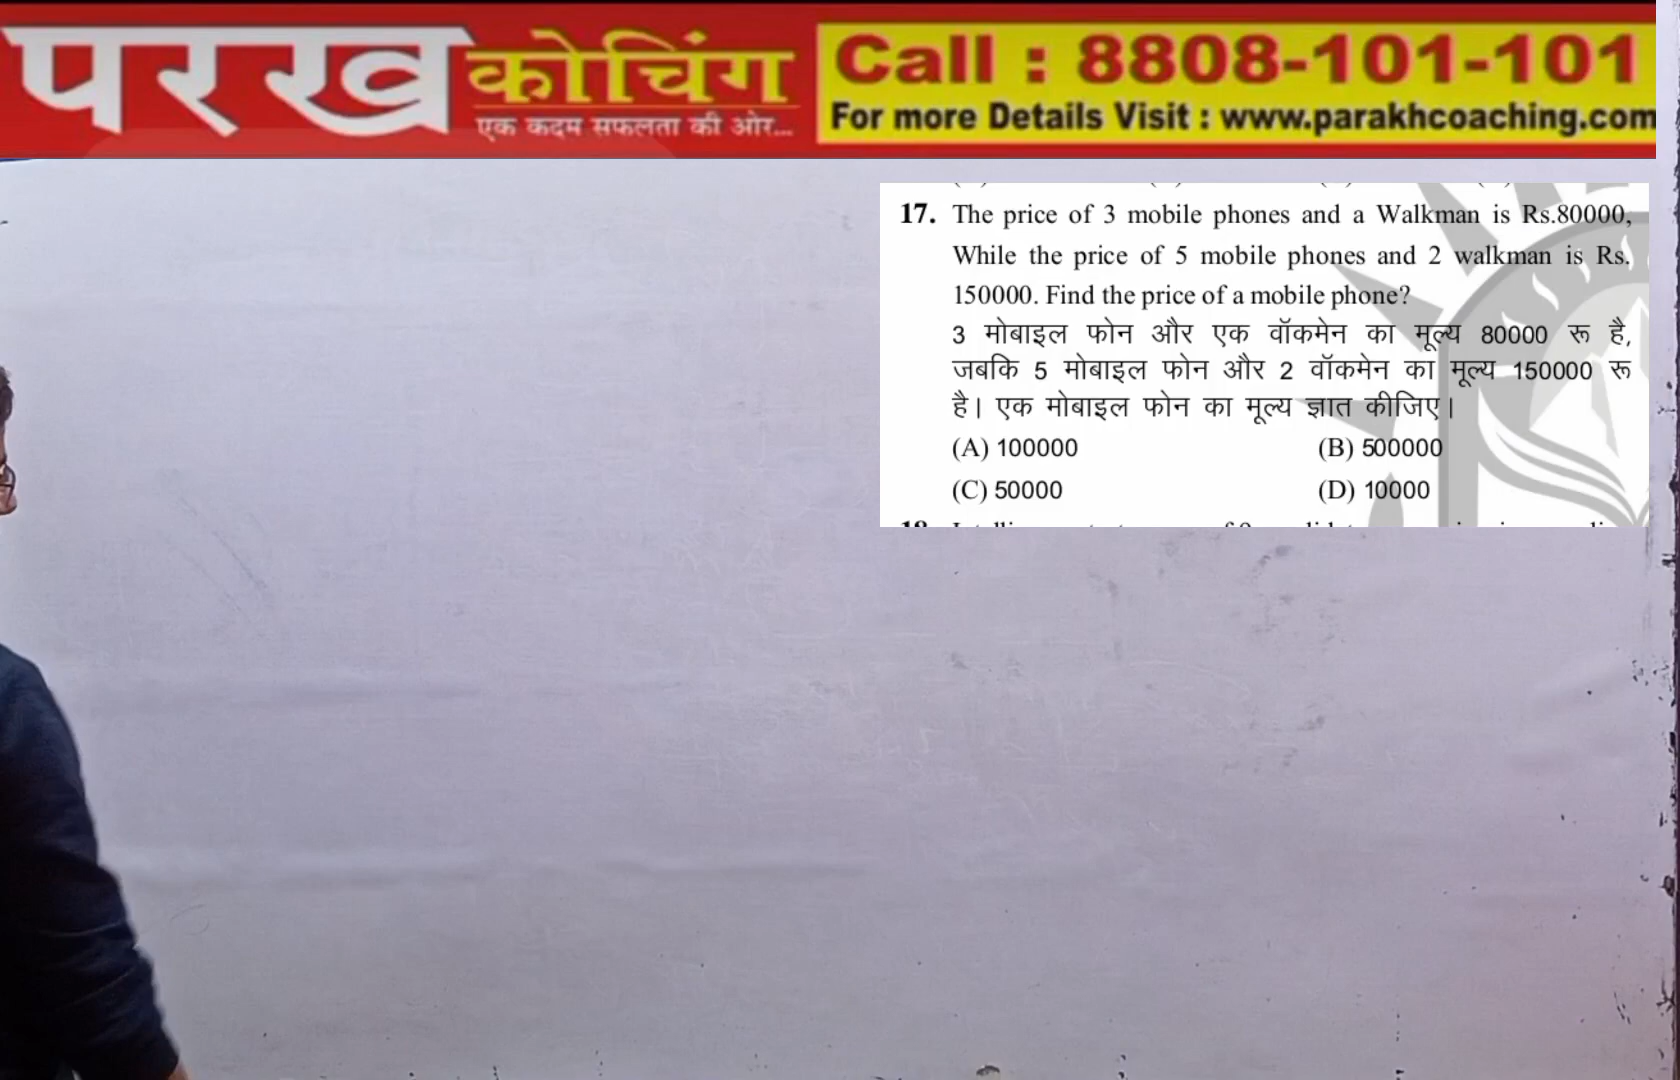 परख कोचिंग
एक कदम सफलता की ओर...
Call : 8808-101-101
For more Details Visit : www.parakhcoaching.com
17. The price of 3 mobile phones and a Walkman is Rs.80000,
While the price of 5 mobile phones and 2 walkman is Rs.
150000. Find the price of a mobile phone?
3 मोबाइल फोन और एक वॉकमेन का मूल्य 80000 रू है,
जबकि 5 मोबाइल फोन और 2 वॉकमेन का मूल्य 150000 रू
है। एक मोबाइल फोन का मूल्य ज्ञात कीजिए।
(A) 100000 (B) 500000
(C) 50000 (D) 10000